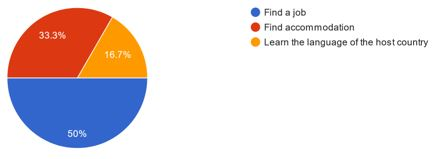 33.3%
16.7%
50%
Find a job
Find accommodation
Learn the language of the host country